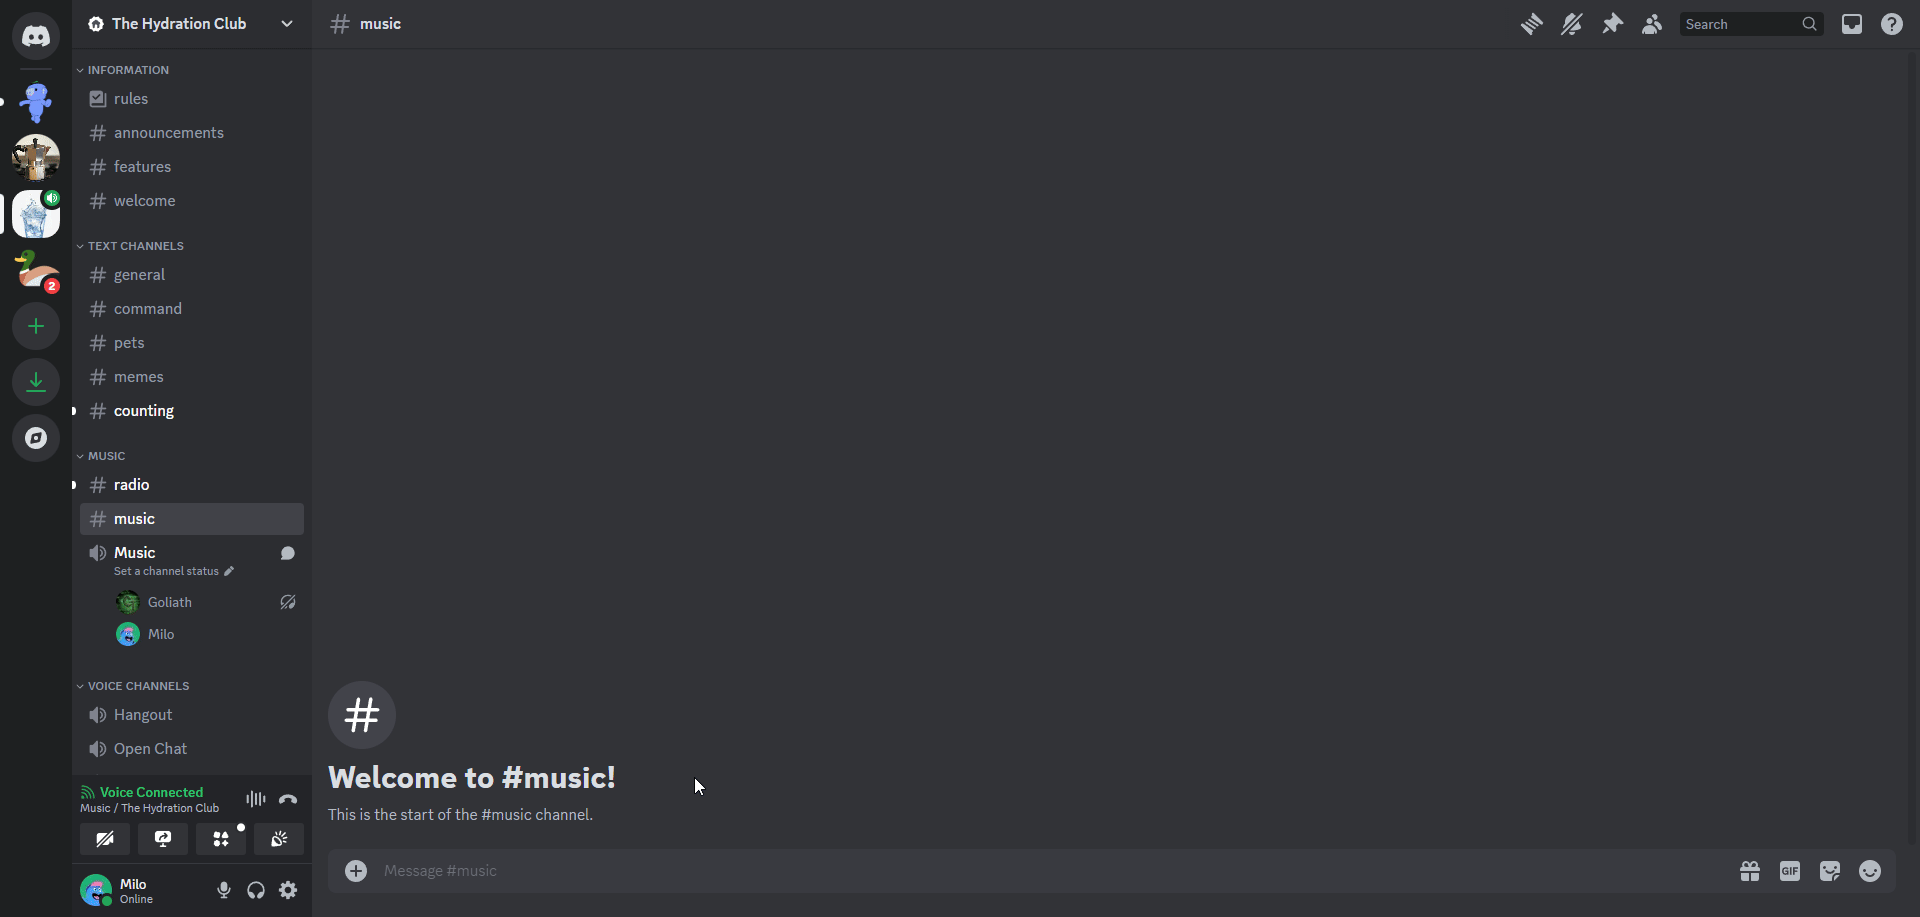 The Hydration Club
music
Search
INFORMATION
rules
announcements
features
welcome
TEXT CHANNELS
general
command
pets
memes
counting
MUSIC
radio
music
Music
Set a channel status
Goliath
Milo
VOICE CHANNELS
Hangout
Open Chat
Voice Connected
Music / The Hydration Club
Milo
Online
2
Welcome to #music!
This is the start of the #music channel.
Message #music
GIF